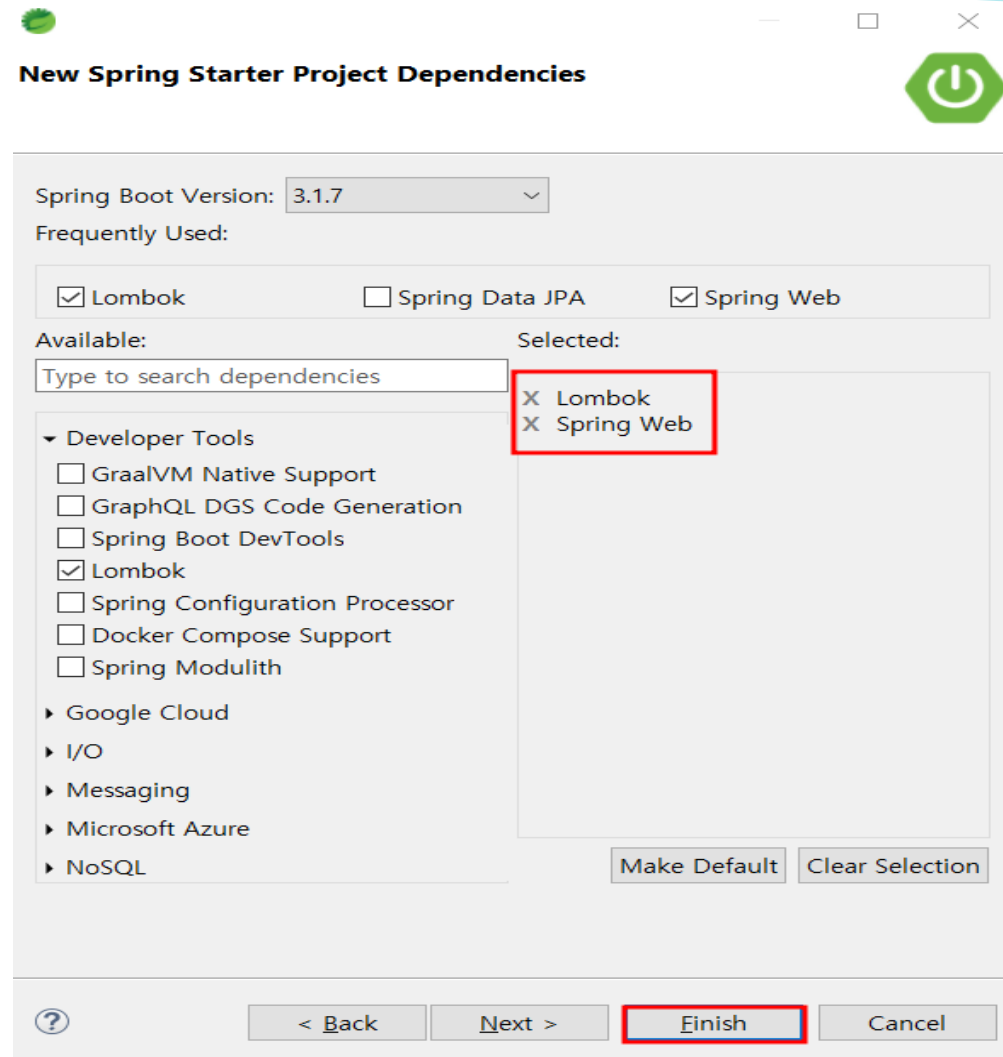 New Spring Starter Project Dependencies
Spring Boot Version: 3.1.7
Frequently Used:
Lombok Spring Data JPA Spring Web
Available: Selected:
Type to search dependencies
X Lombok
X Spring Web
Developer Tools
GraalVM Native Support
GraphQL DGS Code Generation
Spring Boot DevTools
Lombok
Spring Configuration Processor
Docker Compose Support
Spring Modulith
Google Cloud
I/O
Messaging
Microsoft Azure
NoSQL
Make Default Clear Selection
? < Back Next > Finish Cancel